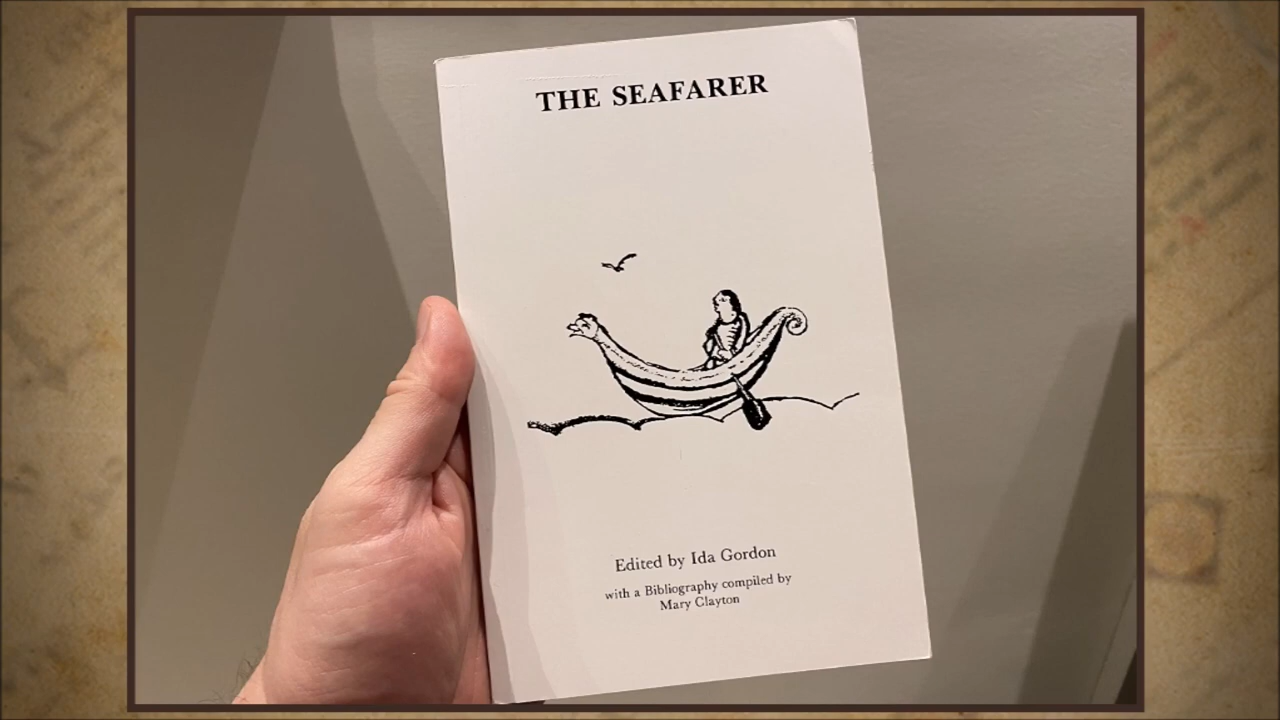 THE SEAFARER
Edited by Ida Gordon
with a Bibliography compiled by
Mary Clayton